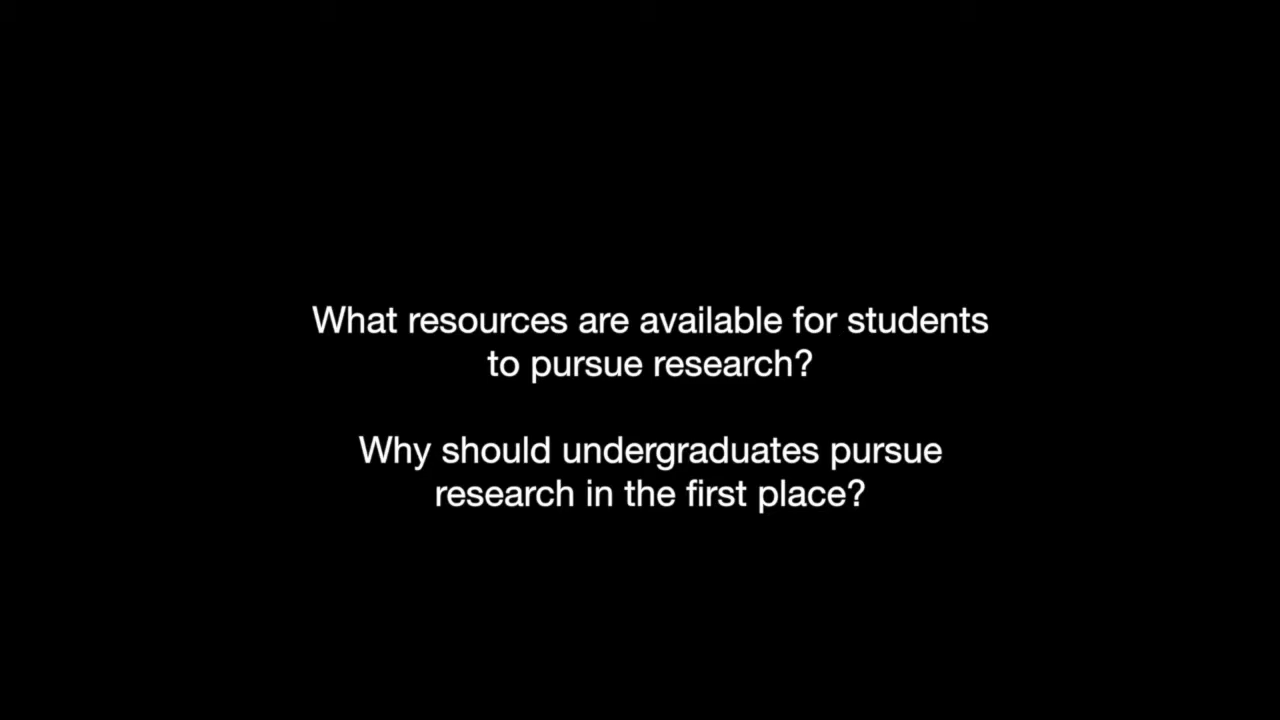 What resources are available for students
to pursue research?
Why should undergraduates pursue
research in the first place?